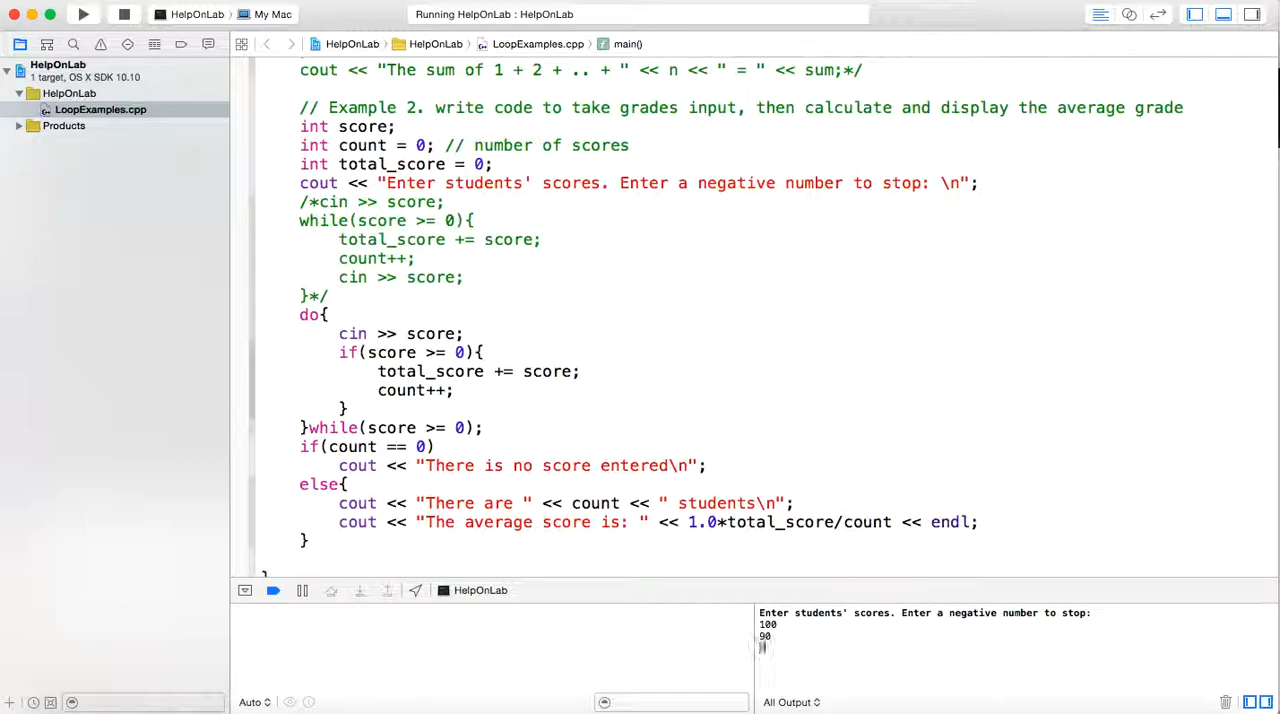 HelpOnLab
My Mac
Running HelpOnLab : HelpOnLab
HelpOnLab
HelpOnLab
LoopExamples.cpp
main()
HelpOnLab
1 target, OS X SDK 10.10
HelpOnLab
LoopExamples.cpp
Products
cout << "The sum of 1 + 2 + .. + " << n << " = " << sum;*/
// Example 2. write code to take grades input, then calculate and display the average grade
int score;
int count = 0; // number of scores
int total_score = 0;
cout << "Enter students' scores. Enter a negative number to stop: \n";
/*cin >> score;
while(score >= 0){
total_score += score;
count++;
cin >> score;
}*/
do{
cin >> score;
if(score >= 0){
total_score += score;
count++;
}
}while(score >= 0);
if(count == 0)
cout << "There is no score entered\n";
else{
cout << "There are " << count << " students\n";
cout << "The average score is: " << 1.0*total_score/count << endl;
}
HelpOnLab
Enter students' scores. Enter a negative number to stop:
100
90
Auto
All Output